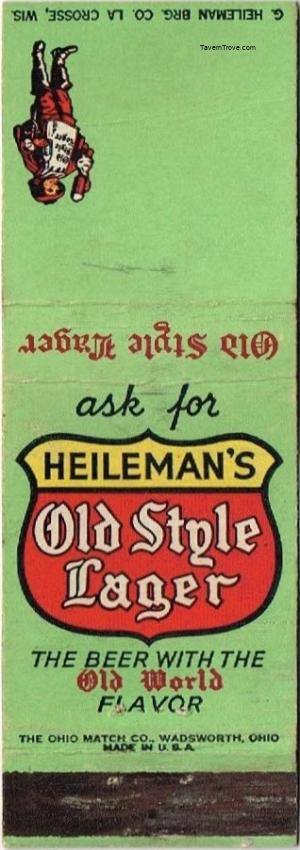 G. HEILEMAN BRG. CO. LA CROSSE, WIS.
TavernTrove.com
Old Style Lager
ask for
HEILEMAN'S
Old Style
Lager
THE BEER WITH THE
Old World
FLAVOR
THE OHIO MATCH CO., WADSWORTH, OHIO
MADE IN U.S.A.